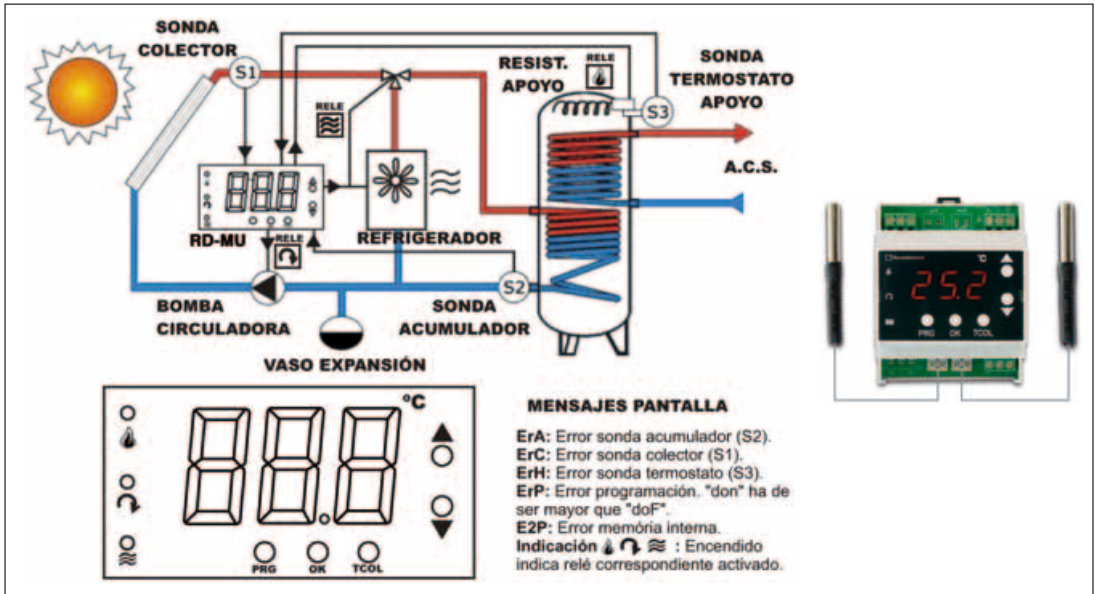 SONDA
COLECTOR
S1
RESIST.
APOYO
RELE
SONDA
TERMOSTATO
APOYO
S3
RELE
A.C.S.
RD-MU
RELE
REFRIGERADOR
BOMBA
CIRCULADORA
SONDA
ACUMULADOR
S2
VASO EXPANSIÓN
°C
25.2
PRG OK TCOL
°C
PRG OK TCOL
MENSAJES PANTALLA
ErA: Error sonda acumulador (S2).
ErC: Error sonda colector (S1).
ErH: Error sonda termostato (S3).
ErP: Error programación. "don" ha de
ser mayor que "doF".
E2P: Error memória interna.
Indicación : Encendido
indica relé correspondiente activado.